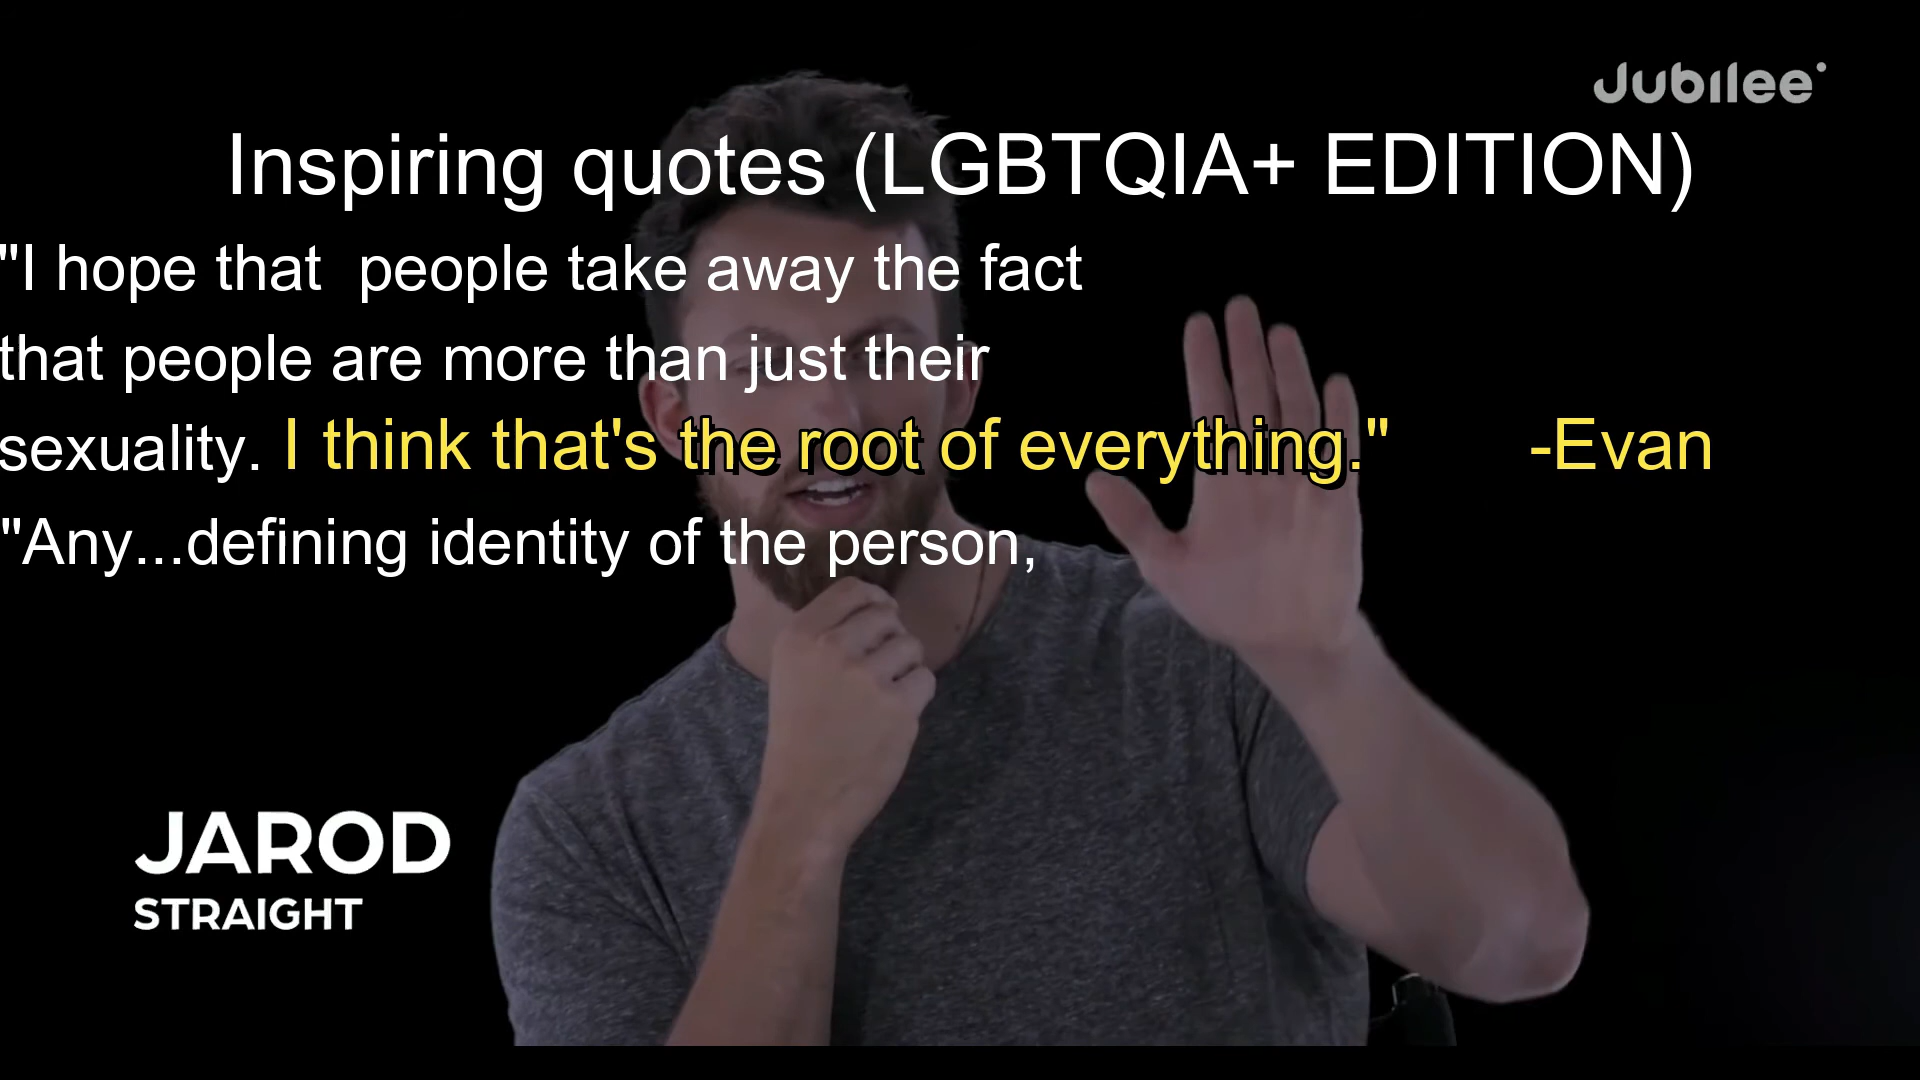 Jubilee
Inspiring quotes (LGBTQIA+ EDITION)
"I hope that  people take away the fact
that people are more than just their
sexuality. I think that's the root of everything." -Evan
"Any...defining identity of the person,
JAROD
STRAIGHT